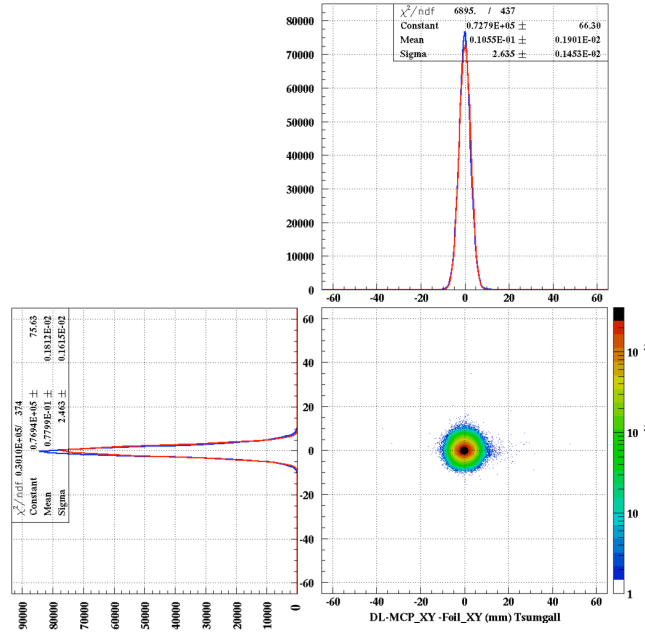 χ²/ndf 6895. / 437
Constant 0.7279E+05 ± 66.30
Mean 0.1055E-01 ± 0.1901E-02
Sigma 2.635 ± 0.1453E-02
80000
70000
60000
50000
40000
30000
20000
10000
0
-60 -40 -20 0 20 40 60
χ²/ndf 0.3010E+05/ 374
Constant 0.7694E+05 ± 75.63
Mean 0.7799E-01 ± 0.1812E-02
Sigma 2.463 ± 0.1615E-02
60
40
20
0
-20
-40
-60
90000 80000 70000 60000 50000 40000 30000 20000 10000 0
10
10
10
1
-60 -40 -20 0 20 40 60
DL-MCP_XY -Foil_XY (mm) Tsumgall